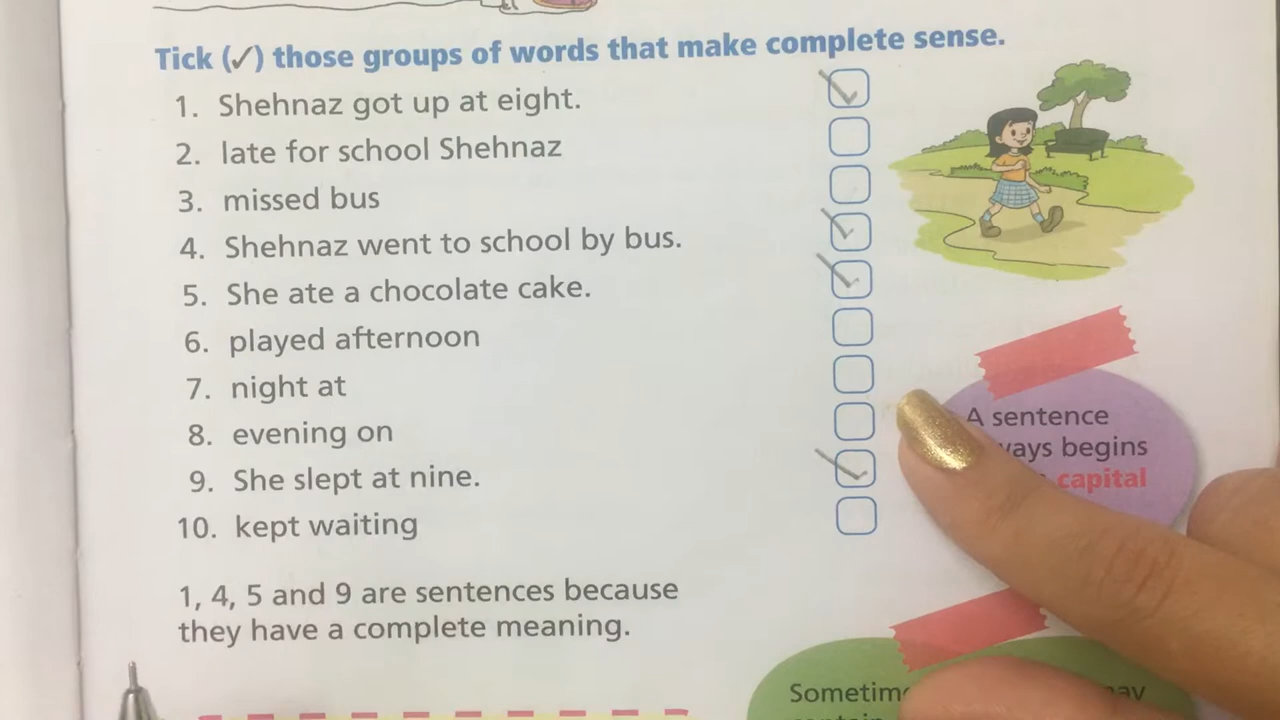 Tick (✓) those groups of words that make complete sense.
1. Shehnaz got up at eight.
2. late for school Shehnaz
3. missed bus
4. Shehnaz went to school by bus.
5. She ate a chocolate cake.
6. played afternoon
7. night at
8. evening on
9. She slept at nine.
10. kept waiting
1, 4, 5 and 9 are sentences because
they have a complete meaning.
A sentence
begins
capital